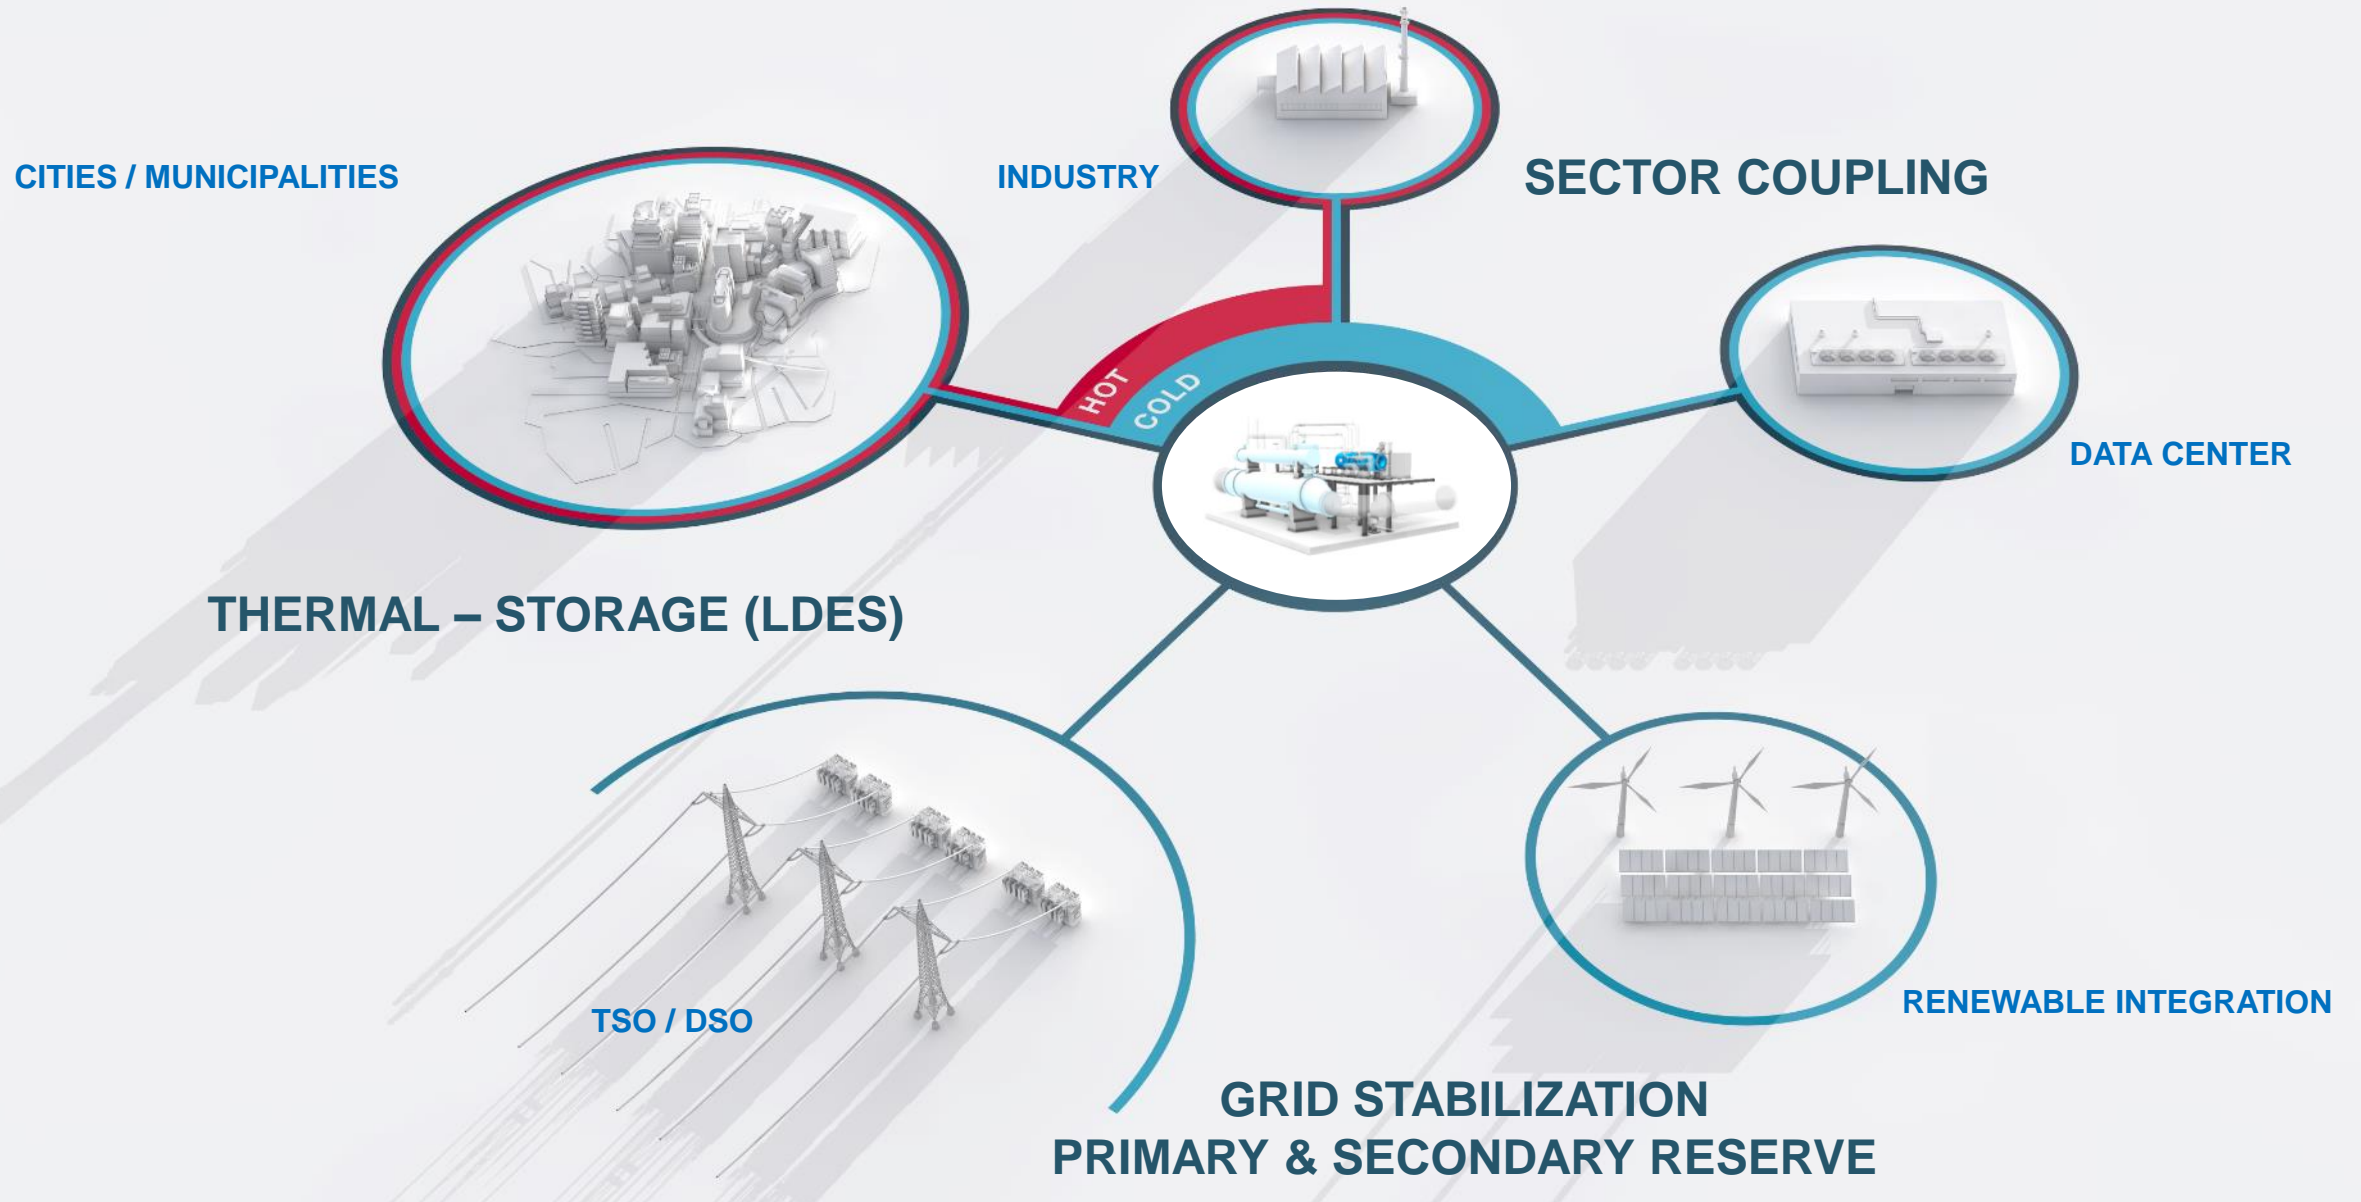 CITIES / MUNICIPALITIES
INDUSTRY
SECTOR COUPLING
HOT
COLD
DATA CENTER
THERMAL – STORAGE (LDES)
TSO / DSO
RENEWABLE INTEGRATION
GRID STABILIZATION
PRIMARY & SECONDARY RESERVE